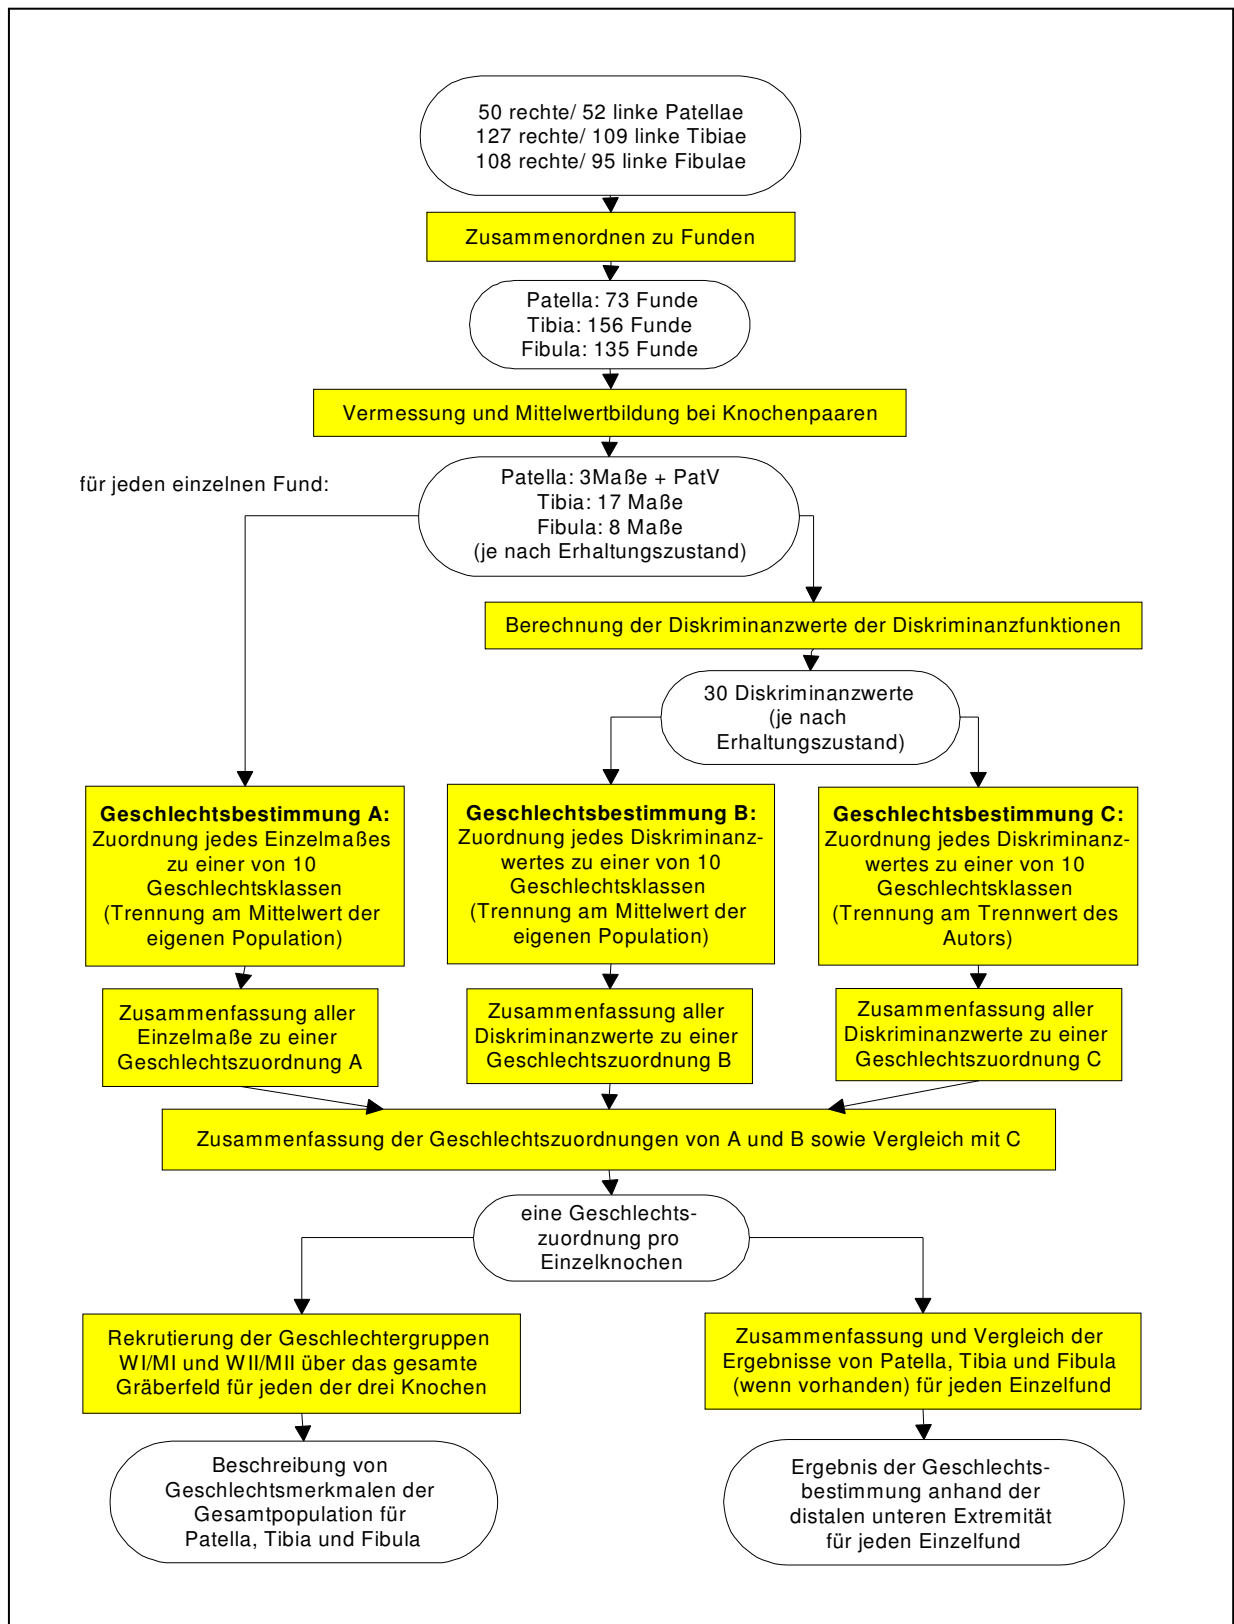 50 rechte/ 52 linke Patellae
127 rechte/ 109 linke Tibiae
108 rechte/ 95 linke Fibulae
Zusammenordnen zu Funden
Patella: 73 Funde
Tibia: 156 Funde
Fibula: 135 Funde
Vermessung und Mittelwertbildung bei Knochenpaaren
für jeden einzelnen Fund:
Patella: 3Maße + PatV
Tibia: 17 Maße
Fibula: 8 Maße
(je nach Erhaltungszustand)
Berechnung der Diskriminanzwerte der Diskriminanzfunktionen
30 Diskriminanzwerte
(je nach
Erhaltungszustand)
Geschlechtsbestimmung A:
Zuordnung jedes Einzelmaßes
zu einer von 10
Geschlechtsklassen
(Trennung am Mittelwert der
eigenen Population)
Geschlechtsbestimmung B:
Zuordnung jedes Diskriminanz-
wertes zu einer von 10
Geschlechtsklassen
(Trennung am Mittelwert der
eigenen Population)
Geschlechtsbestimmung C:
Zuordnung jedes Diskriminanz-
wertes zu einer von 10
Geschlechtsklassen
(Trennung am Trennwert des
Autors)
Zusammenfassung aller
Einzelmaße zu einer
Geschlechtszuordnung A
Zusammenfassung aller
Diskriminanzwerte zu einer
Geschlechtszuordnung B
Zusammenfassung aller
Diskriminanzwerte zu einer
Geschlechtszuordnung C
Zusammenfassung der Geschlechtszuordnungen von A und B sowie Vergleich mit C
eine Geschlechts-
zuordnung pro
Einzelknochen
Rekrutierung der Geschlechtergruppen
WI/MI und WII/MII über das gesamte
Gräberfeld für jeden der drei Knochen
Zusammenfassung und Vergleich der
Ergebnisse von Patella, Tibia und Fibula
(wenn vorhanden) für jeden Einzelfund
Beschreibung von
Geschlechtsmerkmalen der
Gesamtpopulation für
Patella, Tibia und Fibula
Ergebnis der Geschlechts-
bestimmung anhand der
distalen unteren Extremität
für jeden Einzelfund